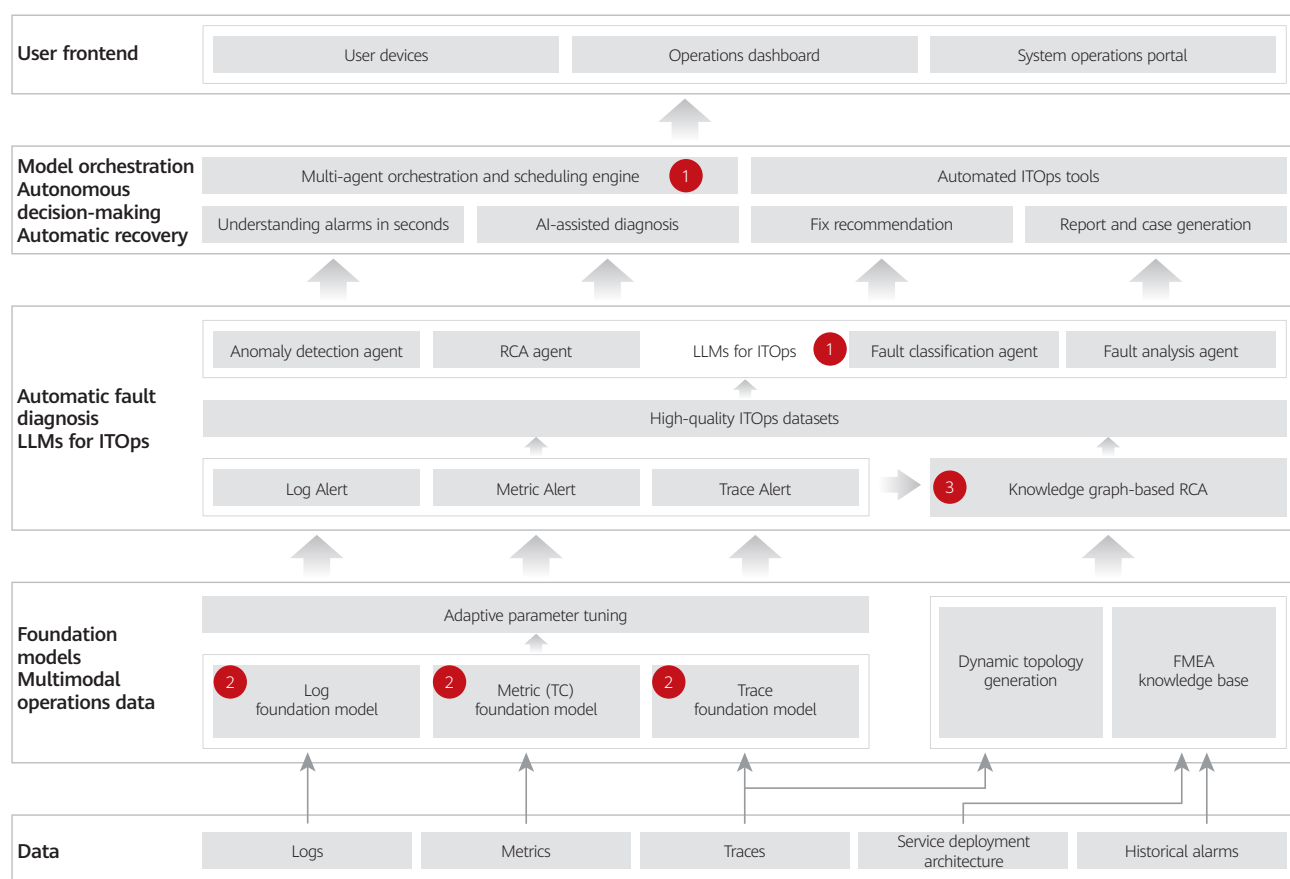 User frontend
User devices
Operations dashboard
System operations portal
Model orchestration
Autonomous
decision-making
Automatic recovery
Multi-agent orchestration and scheduling engine
1
Automated ITOps tools
Understanding alarms in seconds
AI-assisted diagnosis
Fix recommendation
Report and case generation
Automatic fault
diagnosis
LLMs for ITOps
Anomaly detection agent
RCA agent
LLMs for ITOps
1
Fault classification agent
Fault analysis agent
High-quality ITOps datasets
Log Alert
Metric Alert
Trace Alert
3
Knowledge graph-based RCA
Foundation
models
Multimodal
operations data
Adaptive parameter tuning
2
Log
foundation model
2
Metric (TC)
foundation model
2
Trace
foundation model
Dynamic topology
generation
FMEA
knowledge base
Data
Logs
Metrics
Traces
Service deployment
architecture
Historical alarms